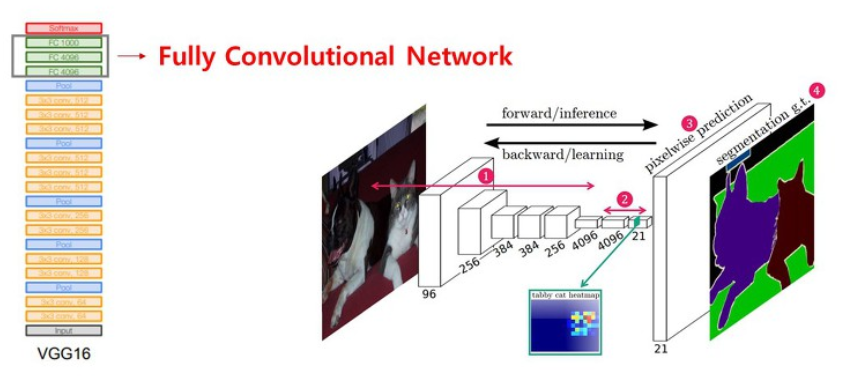 Softmax
FC 1000
FC 4096
FC 4096
Pool
3x3 conv, 512
3x3 conv, 512
3x3 conv, 512
Pool
3x3 conv, 512
3x3 conv, 512
3x3 conv, 512
Pool
3x3 conv, 256
3x3 conv, 256
Pool
3x3 conv, 128
3x3 conv, 128
Pool
3x3 conv, 64
3x3 conv, 64
Input
VGG16
Fully Convolutional Network
forward/inference
backward/learning
1
2
3
pixelwise prediction
4
segmentation g.t.
96
256
384
384
256
4096
4096
21
21
tabby cat heatmap